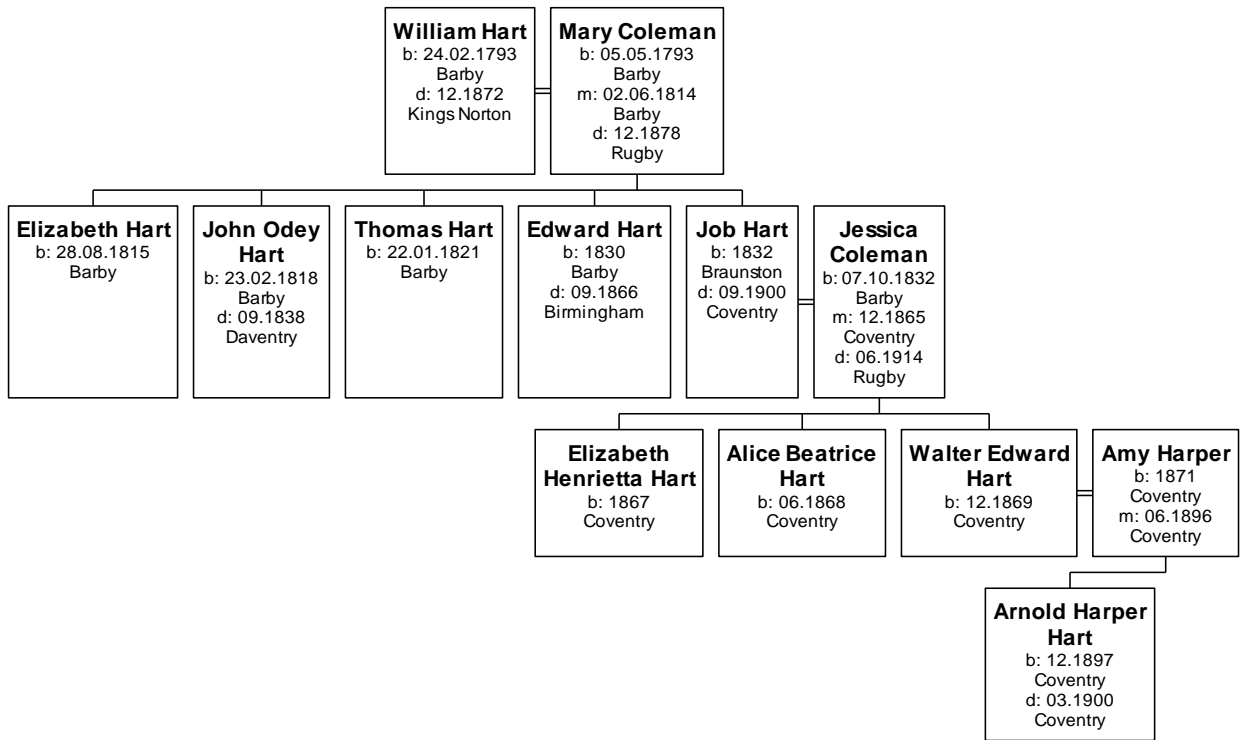 William Hart
b: 24.02.1793
Barby
d: 12.1872
Kings Norton
Mary Coleman
b: 05.05.1793
Barby
m: 02.06.1814
Barby
d: 12.1878
Rugby
Elizabeth Hart
b: 28.08.1815
Barby
John Odey
Hart
b: 23.02.1818
Barby
d: 09.1838
Daventry
Thomas Hart
b: 22.01.1821
Barby
Edward Hart
b: 1830
Barby
d: 09.1866
Birmingham
Job Hart
b: 1832
Braunston
d: 09.1900
Coventry
Jessica
Coleman
b: 07.10.1832
Barby
m: 12.1865
Coventry
d: 06.1914
Rugby
Elizabeth
Henrietta Hart
b: 1867
Coventry
Alice Beatrice
Hart
b: 06.1868
Coventry
Walter Edward
Hart
b: 12.1869
Coventry
Amy Harper
b: 1871
Coventry
m: 06.1896
Coventry
Arnold Harper
Hart
b: 12.1897
Coventry
d: 03.1900
Coventry